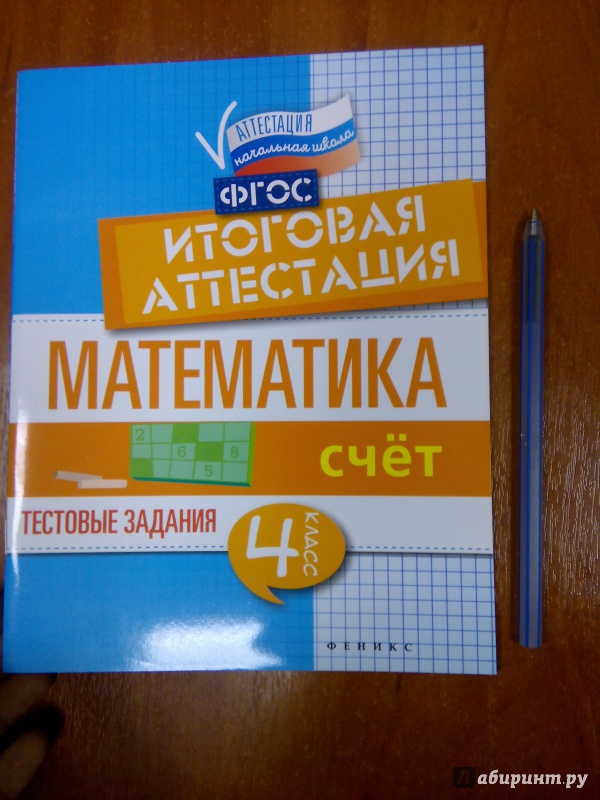 АТТЕСТАЦИЯ
начальная школа
ФГОС
ИТОГОВАЯ
АТТЕСТАЦИЯ
МАТЕМАТИКА
2
6 8
5
счёт
ТЕСТОВЫЕ ЗАДАНИЯ
4 КЛАСС
ФЕНИКС
Лабиринт.ру